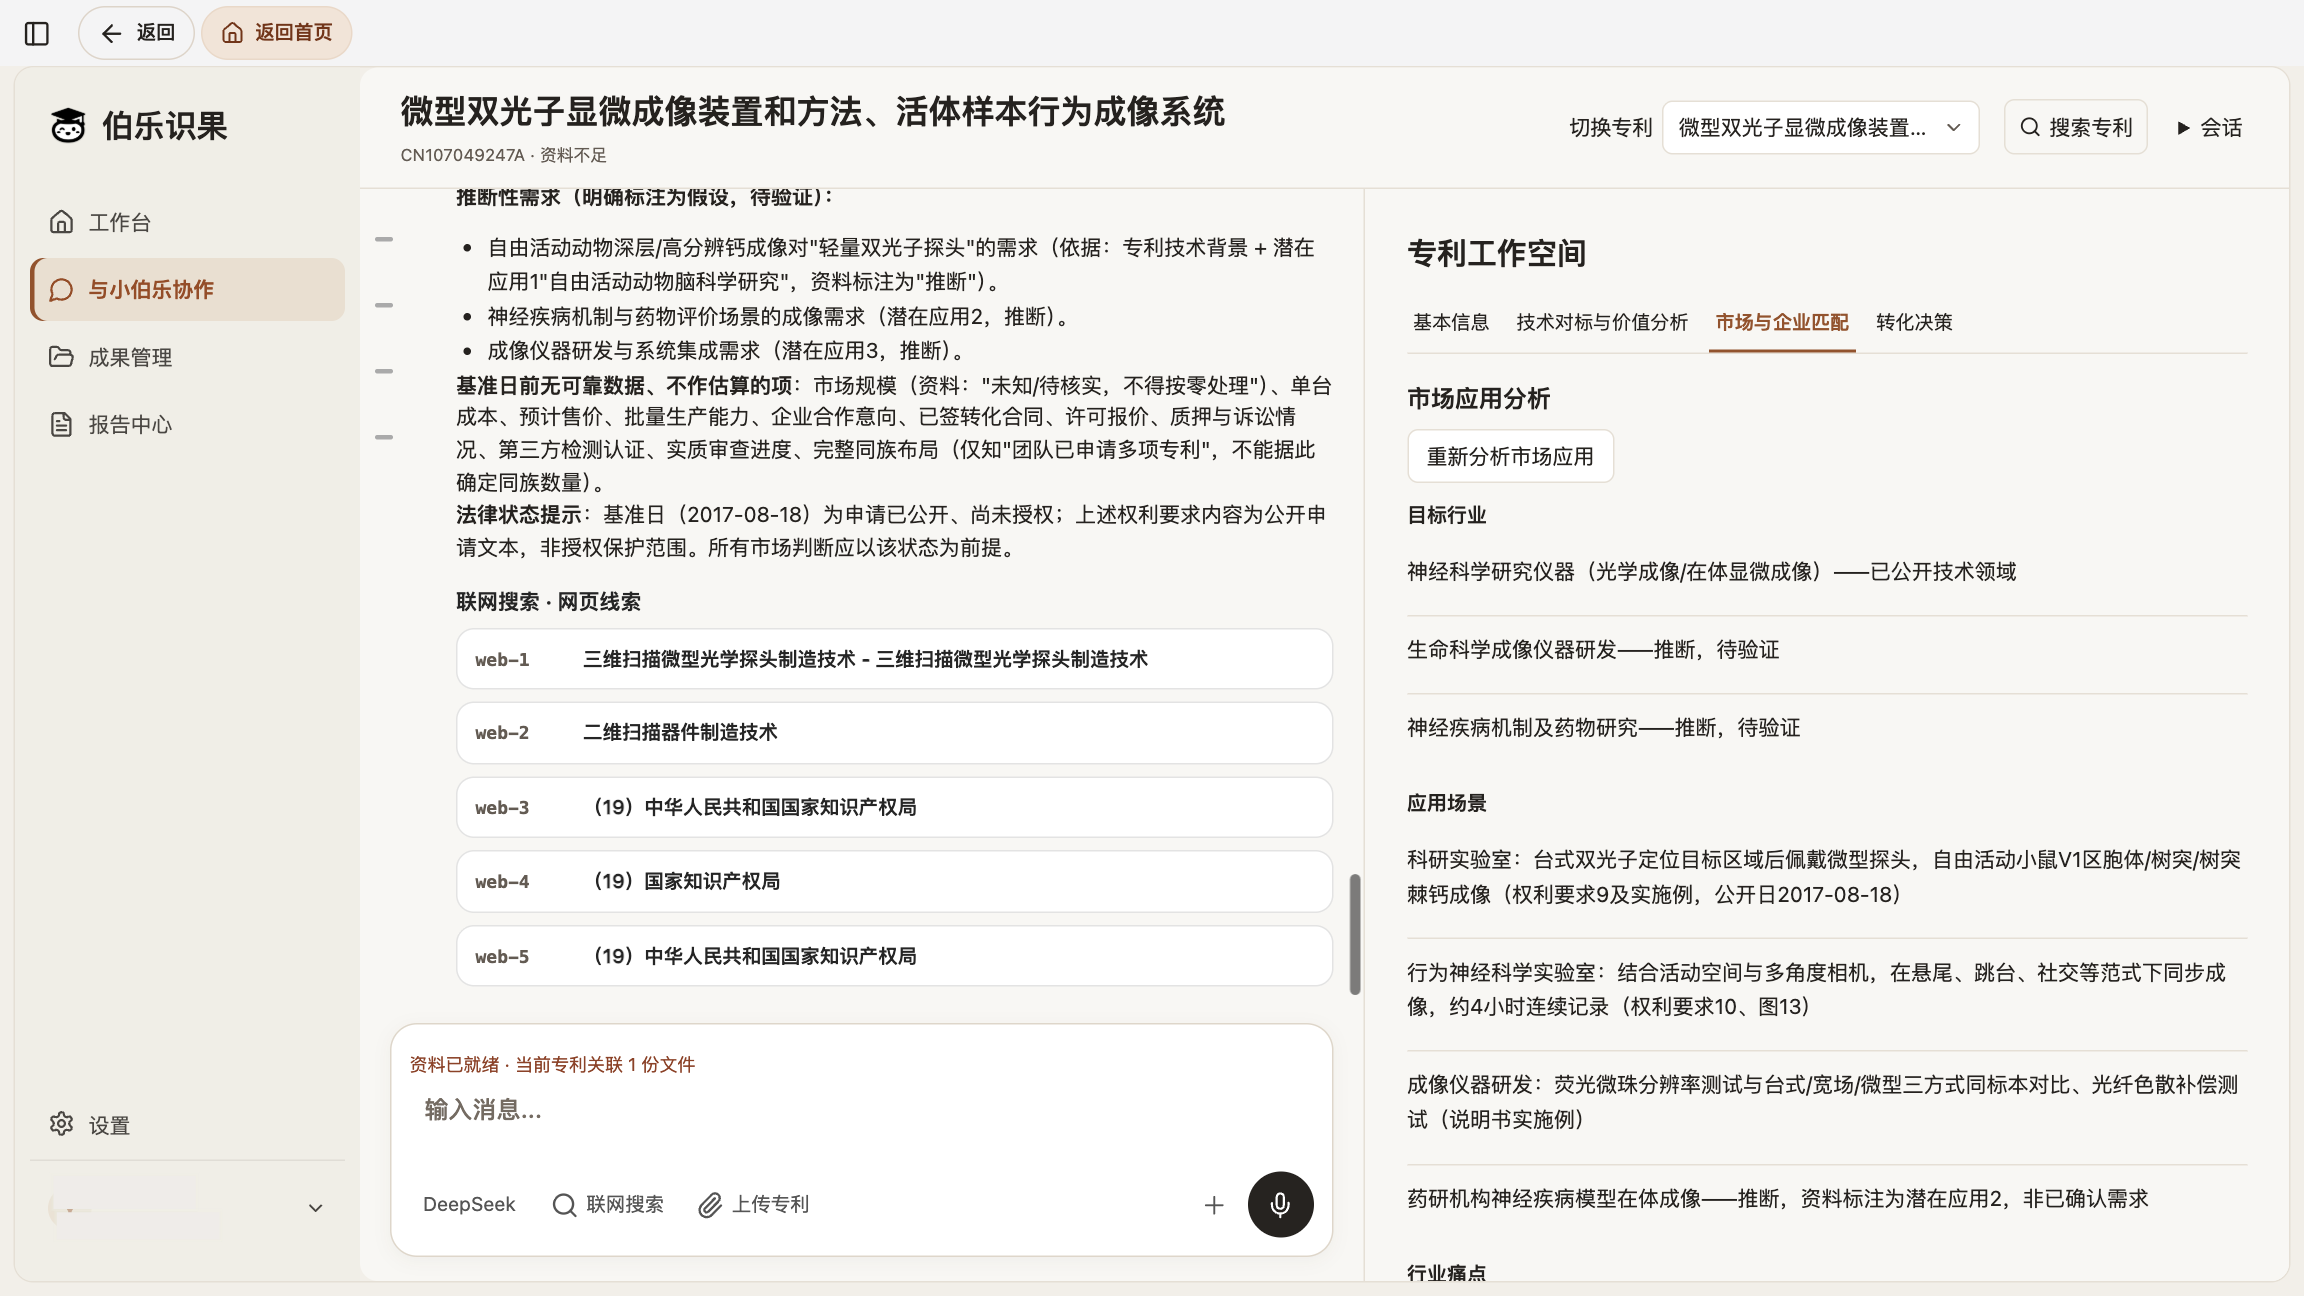 返回
返回首页
伯乐识果
工作台
与小伯乐协作
成果管理
报告中心
设置
微型双光子显微成像装置和方法、活体样本行为成像系统
CN107049247A · 资料不足
切换专利
微型双光子显微成像装置...
搜索专利
会话
推断性需求（明确标注为假设，待验证）：
自由活动动物深层/高分辨钙成像对"轻量双光子探头"的需求（依据：专利技术背景 + 潜在
应用1"自由活动动物脑科学研究"，资料标注为"推断"）。
神经疾病机制与药物评价场景的成像需求（潜在应用2，推断）。
成像仪器研发与系统集成需求（潜在应用3，推断）。
基准日前无可靠数据、不作估算的项：市场规模（资料："未知/待核实，不得按零处理"）、单台
成本、预计售价、批量生产能力、企业合作意向、已签转化合同、许可报价、质押与诉讼情
况、第三方检测认证、实质审查进度、完整同族布局（仅知"团队已申请多项专利"，不能据此
确定同族数量）。
法律状态提示：基准日（2017-08-18）为申请已公开、尚未授权；上述权利要求内容为公开申
请文本，非授权保护范围。所有市场判断应以该状态为前提。
联网搜索 · 网页线索
web-1 三维扫描微型光学探头制造技术 - 三维扫描微型光学探头制造技术
web-2 二维扫描器件制造技术
web-3 （19）中华人民共和国国家知识产权局
web-4 （19）国家知识产权局
web-5 （19）中华人民共和国国家知识产权局
资料已就绪 · 当前专利关联 1 份文件
输入消息...
DeepSeek
联网搜索
上传专利
专利工作空间
基本信息
技术对标与价值分析
市场与企业匹配
转化决策
市场应用分析
重新分析市场应用
目标行业
神经科学研究仪器（光学成像/在体显微成像）——已公开技术领域
生命科学成像仪器研发——推断，待验证
神经疾病机制及药物研究——推断，待验证
应用场景
科研实验室：台式双光子定位目标区域后佩戴微型探头，自由活动小鼠V1区胞体/树突/树突
棘钙成像（权利要求9及实施例，公开日2017-08-18）
行为神经科学实验室：结合活动空间与多角度相机，在悬尾、跳台、社交等范式下同步成
像，约4小时连续记录（权利要求10、图13）
成像仪器研发：荧光微珠分辨率测试与台式/宽场/微型三方式同标本对比、光纤色散补偿测
试（说明书实施例）
药研机构神经疾病模型在体成像——推断，资料标注为潜在应用2，非已确认需求
行业痛点